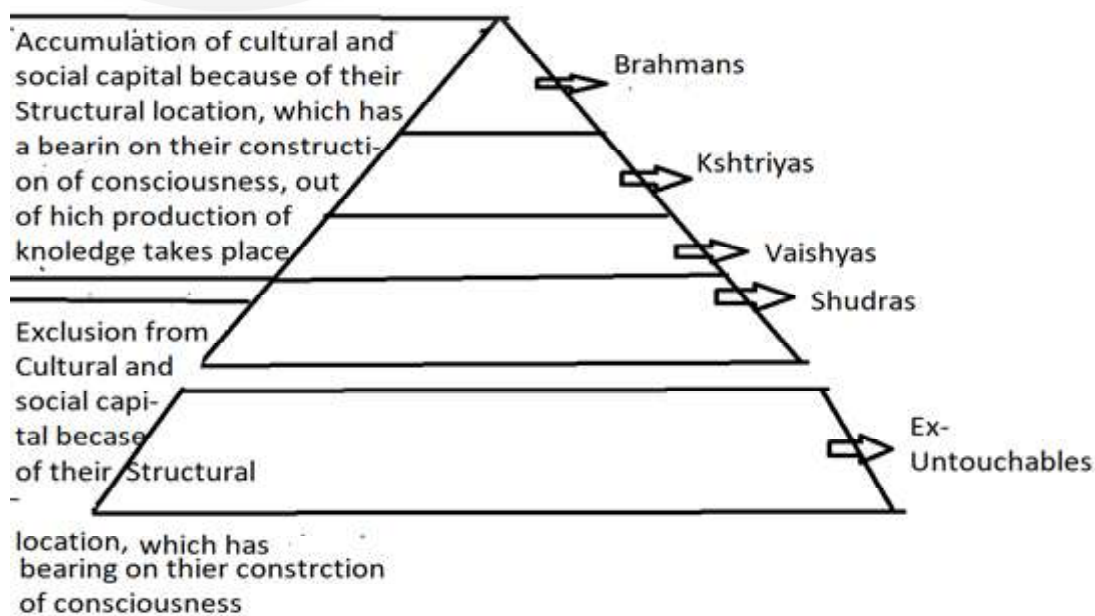 Accumulation of cultural and
social capital because of their
Structural location, which has
a bearin on their constructi-
on of consciousness, out
of hich production of
knoledge takes place
Exclusion from
Cultural and
social capi-
tal becase
of their Structural
location, which has
bearing on thier constrction
of consciousness
Brahmans
Kshtriyas
Vaishyas
Shudras
Ex-
Untouchables